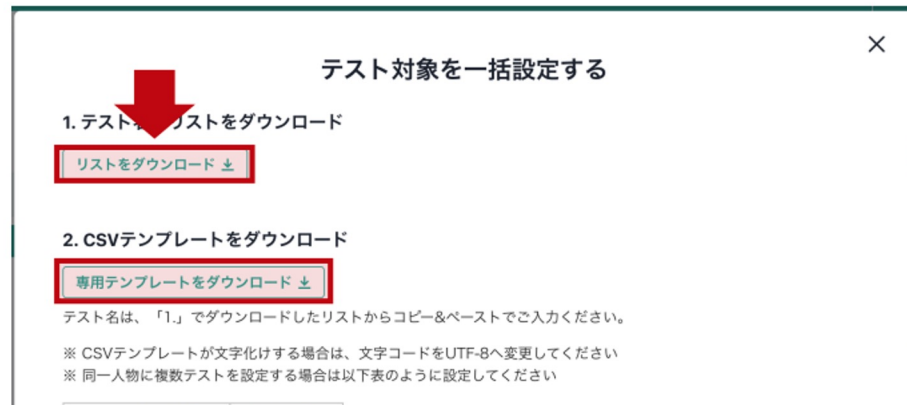 テスト対象を一括設定する
1. テスト リストをダウンロード
リストをダウンロード
2. CSVテンプレートをダウンロード
専用テンプレートをダウンロード
テスト名は、「1.」でダウンロードしたリストからコピー&ペーストでご入力ください。
※ CSVテンプレートが文字化けする場合は、文字コードをUTF-8へ変更してください
※ 同一人物に複数テストを設定する場合は以下表のように設定してください